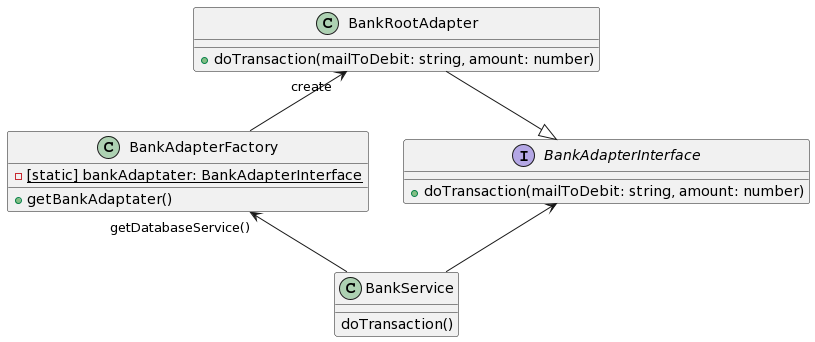 C BankRootAdapter
doTransaction(mailToDebit: string, amount: number)
create
C BankAdapterFactory
[static] bankAdaptater: BankAdapterInterface
getBankAdaptater()
I BankAdapterInterface
doTransaction(mailToDebit: string, amount: number)
getDatabaseService()
C BankService
doTransaction()